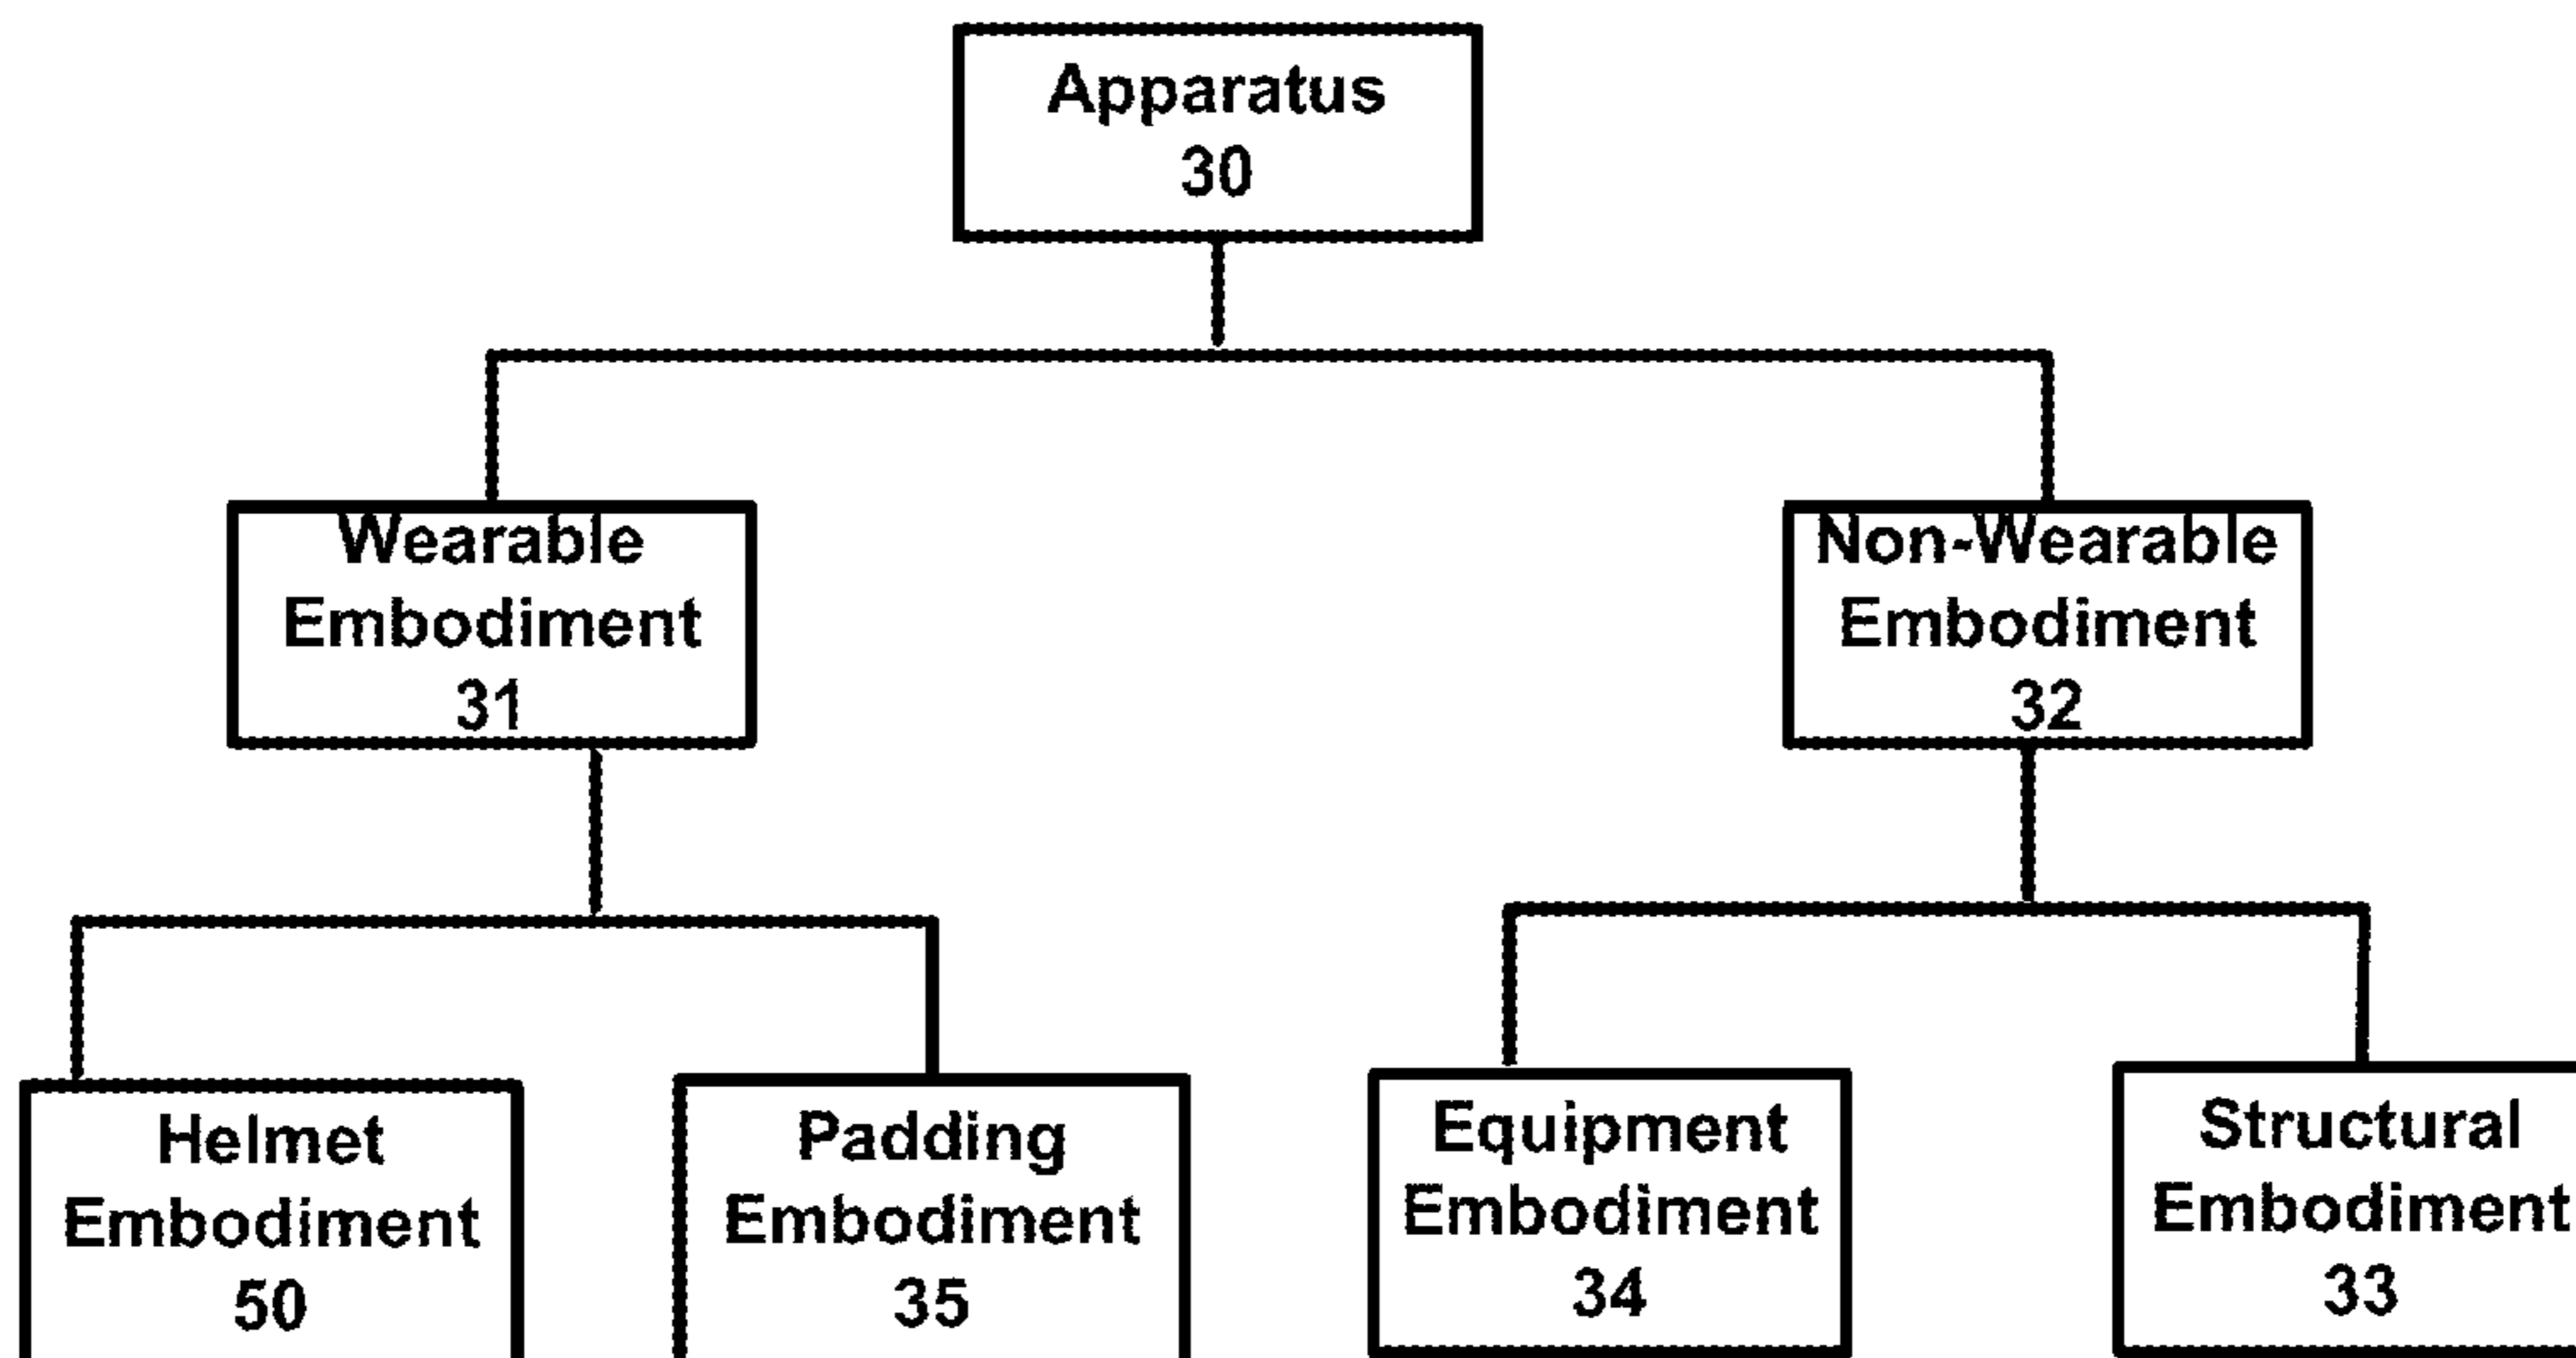 Apparatus
30
Wearable
Embodiment
31
Non-Wearable
Embodiment
32
Helmet
Embodiment
50
Padding
Embodiment
35
Equipment
Embodiment
34
Structural
Embodiment
33